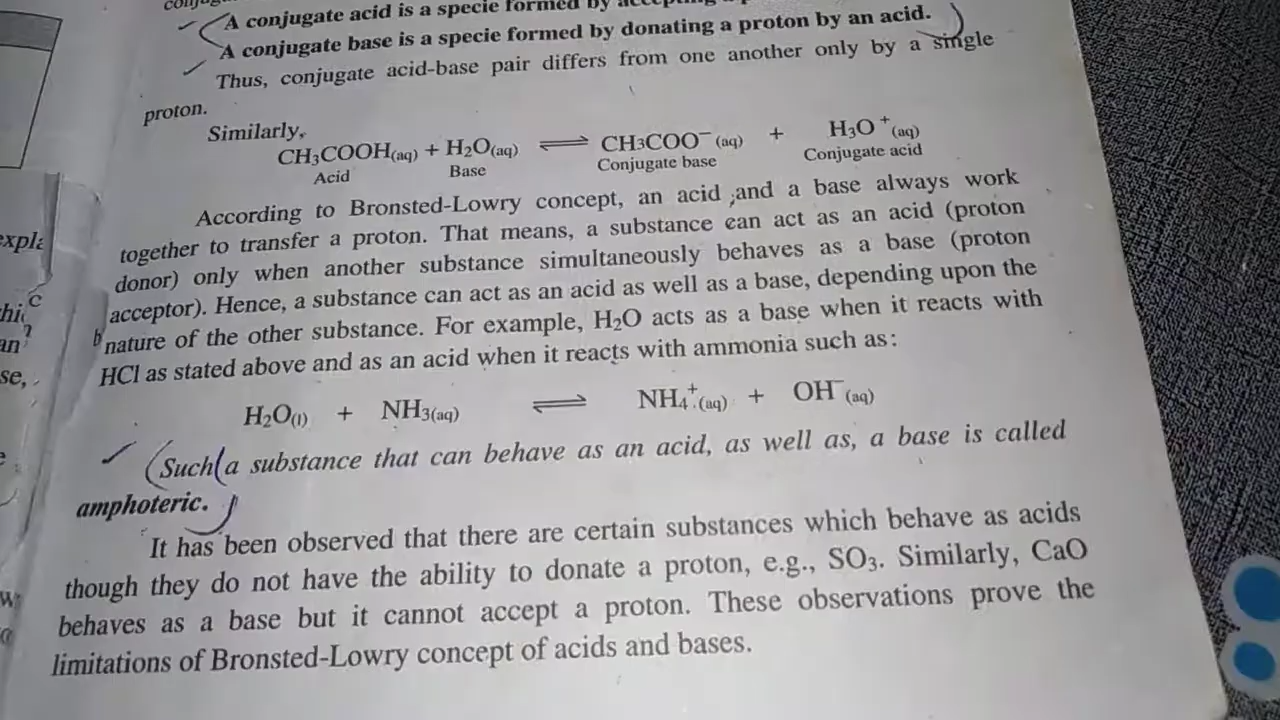 A conjugate acid is a specie formed by accepting a
A conjugate base is a specie formed by donating a proton by an acid.
Thus, conjugate acid-base pair differs from one another only by a single
proton.
Similarly,
CH₃COOH(aq) + H₂O(aq) ⇌ CH₃COO⁻(aq) + H₃O⁺(aq)
Acid Base Conjugate base Conjugate acid
According to Bronsted-Lowry concept, an acid and a base always work
together to transfer a proton. That means, a substance can act as an acid (proton
donor) only when another substance simultaneously behaves as a base (proton
acceptor). Hence, a substance can act as an acid as well as a base, depending upon the
nature of the other substance. For example, H₂O acts as a base when it reacts with
HCl as stated above and as an acid when it reacts with ammonia such as:
H₂O(l) + NH₃(aq) ⇌ NH₄⁺(aq) + OH⁻(aq)
Such a substance that can behave as an acid, as well as, a base is called
amphoteric.
It has been observed that there are certain substances which behave as acids
though they do not have the ability to donate a proton, e.g., SO₃. Similarly, CaO
behaves as a base but it cannot accept a proton. These observations prove the
limitations of Bronsted-Lowry concept of acids and bases.